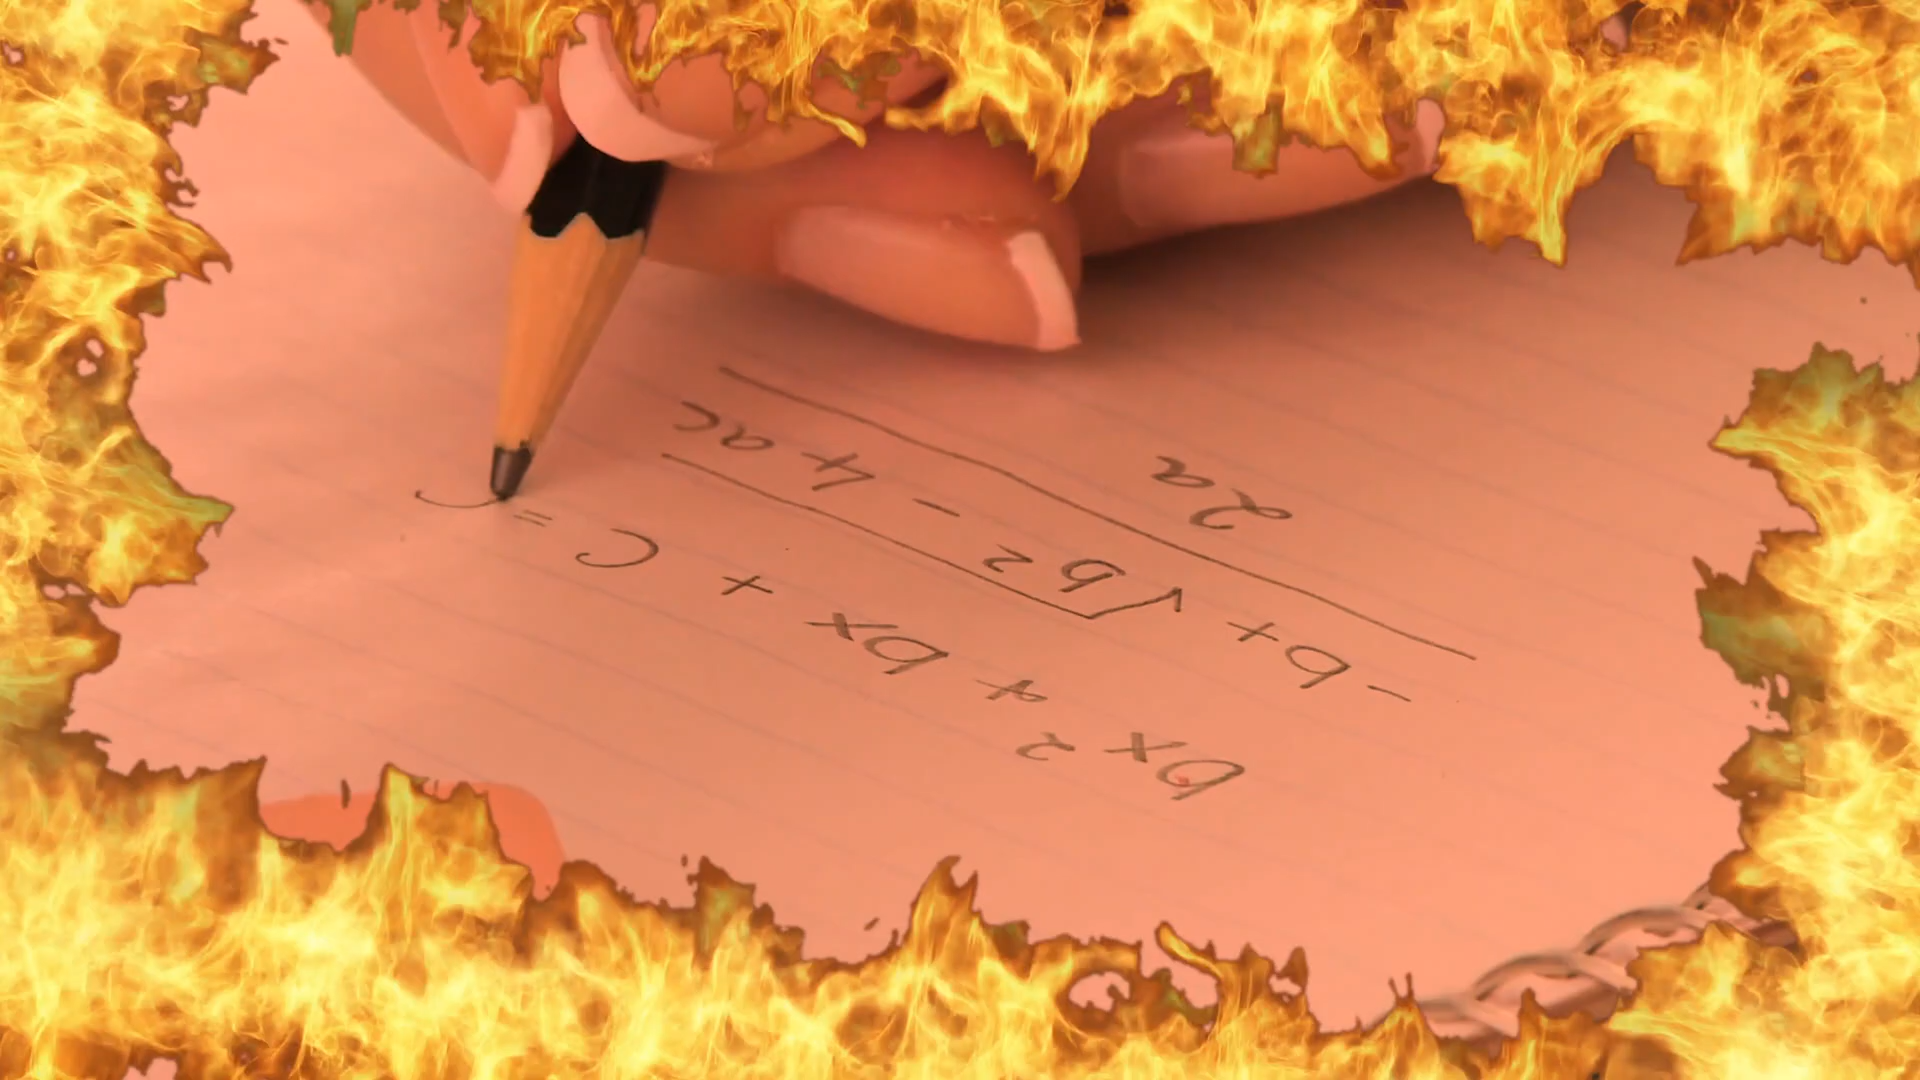 ax² + bx + c =
-b+ √b² - 4ac
2a